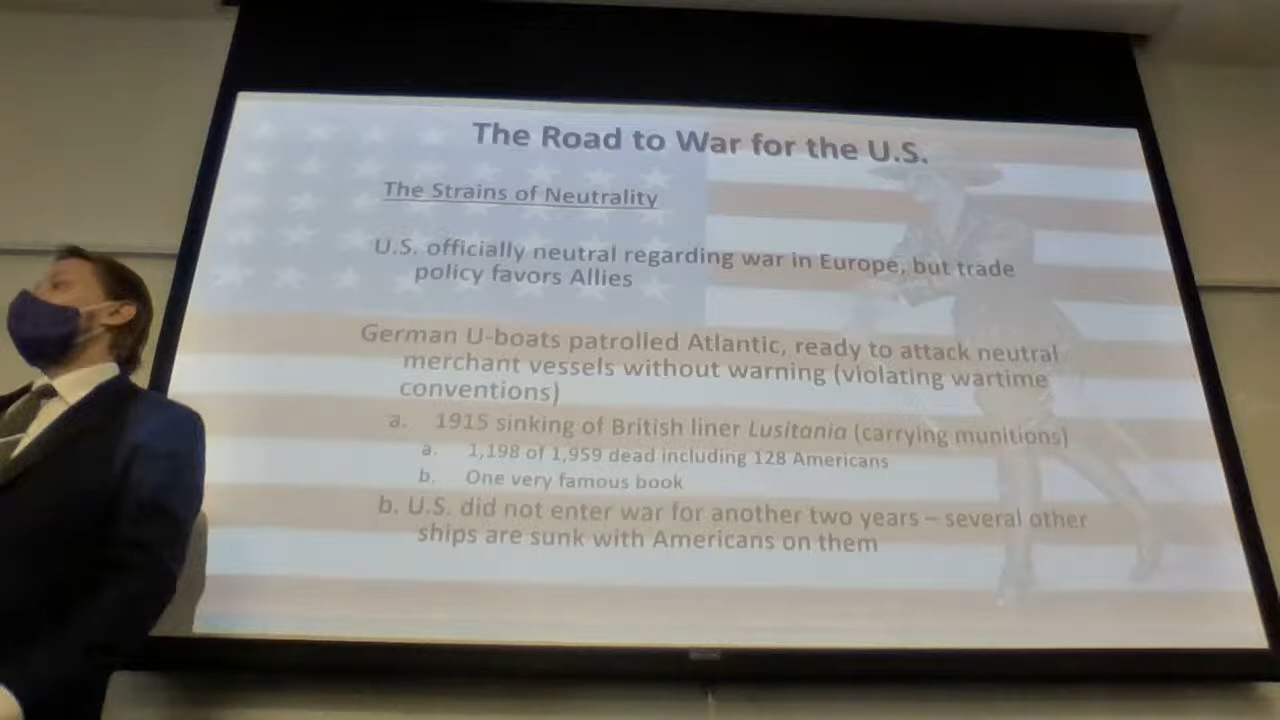 The Road to War for the U.S.
The Strains of Neutrality
U.S. officially neutral regarding war in Europe, but trade
policy favors Allies
German U-boats patrolled Atlantic, ready to attack neutral
merchant vessels without warning (violating wartime
conventions)
a. 1915 sinking of British liner Lusitania (carrying munitions)
a. 1,198 of 1,959 dead including 128 Americans
b. One very famous book
b. U.S. did not enter war for another two years – several other
ships are sunk with Americans on them